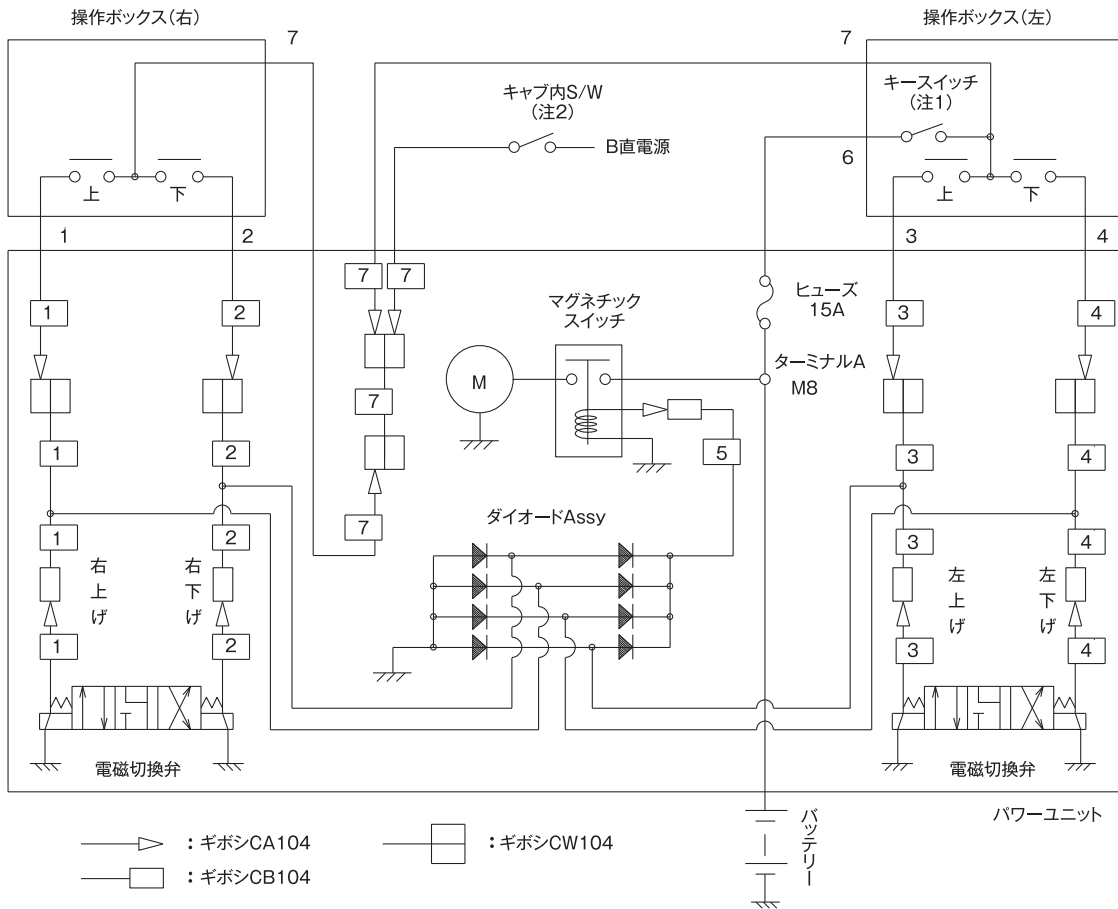 操作ボックス(右)
7
7
操作ボックス(左)
キャブ内S/W
(注2)
B直電源
キースイッチ
(注1)
6
上
下
上
下
1
2
3
4
7
7
1
2
マグネチック
スイッチ
ヒューズ
15A
3
4
ターミナルA
M8
M
7
1
2
5
3
4
7
ダイオードAssy
1
2
3
4
右上げ
右下げ
左上げ
左下げ
1
2
3
4
電磁切換弁
電磁切換弁
パワーユニット
バッテリー
:ギボシCA104
:ギボシCW104
:ギボシCB104